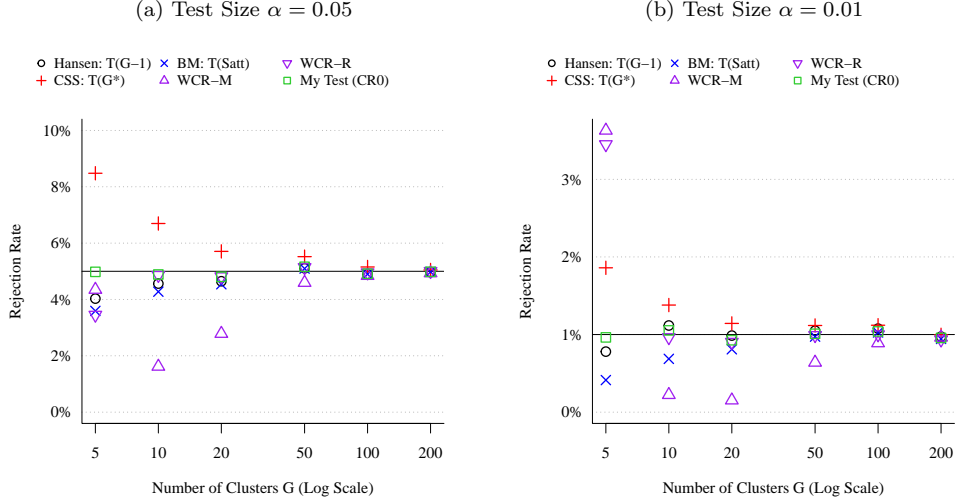 (a) Test Size α = 0.05
Hansen: T(G−1) BM: T(Satt) WCR−R
CSS: T(G*) WCR−M My Test (CR0)
Rejection Rate
10%
8%
6%
4%
2%
0%
5 10 20 50 100 200
Number of Clusters G (Log Scale)
(b) Test Size α = 0.01
Hansen: T(G−1) BM: T(Satt) WCR−R
CSS: T(G*) WCR−M My Test (CR0)
Rejection Rate
3%
2%
1%
0%
5 10 20 50 100 200
Number of Clusters G (Log Scale)